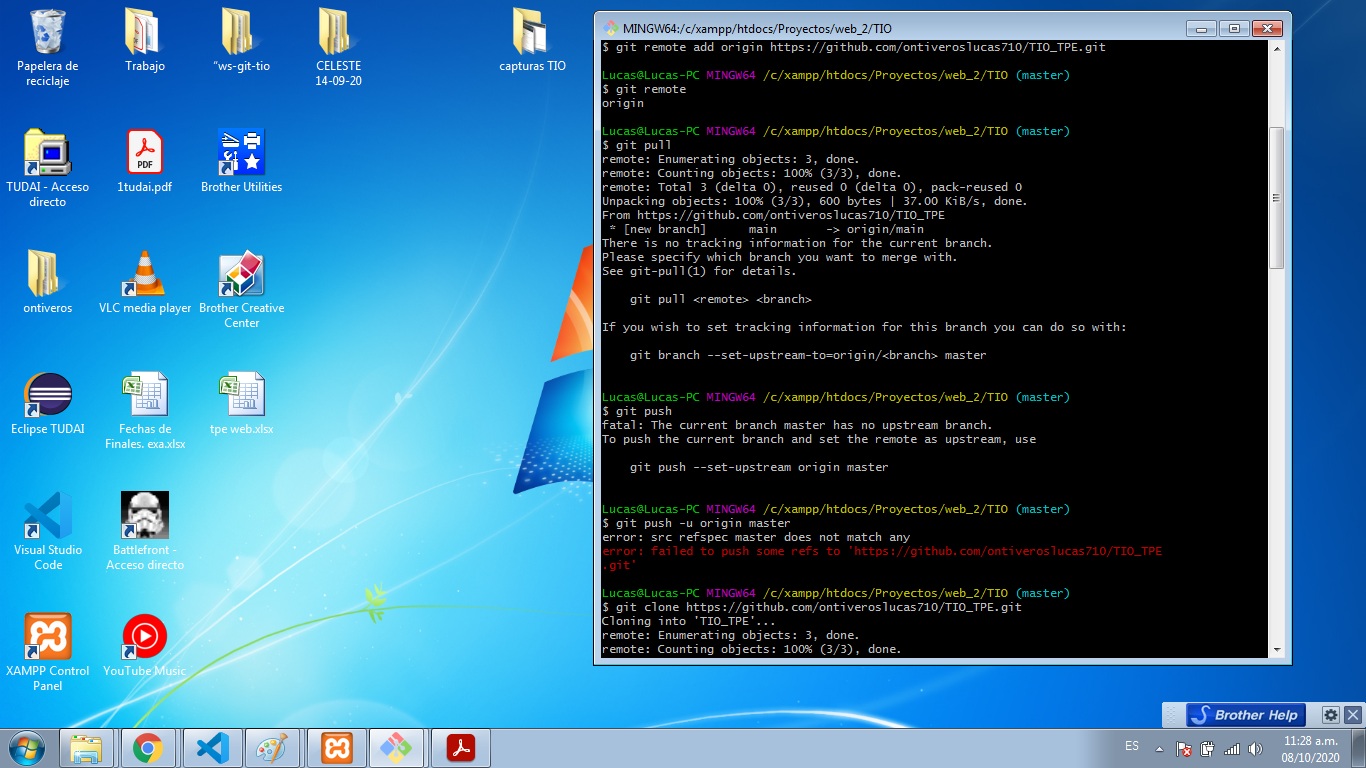 Papelera de
reciclaje
Trabajo
"ws-git-tio
CELESTE
14-09-20
capturas TIO
TUDAI - Acceso
directo
PDF
1tudai.pdf
Brother Utilities
ontiveros
VLC media player
Brother Creative
Center
Eclipse TUDAI
Fechas de
Finales. exa.xlsx
tpe web.xlsx
Visual Studio
Code
Battlefront -
Acceso directo
XAMPP Control
Panel
YouTube Music
MINGW64:/c/xampp/htdocs/Proyectos/web_2/TIO
$ git remote add origin https://github.com/ontiveroslucas710/TIO_TPE.git
Lucas@Lucas-PC MINGW64 /c/xampp/htdocs/Proyectos/web_2/TIO (master)
$ git remote
origin
Lucas@Lucas-PC MINGW64 /c/xampp/htdocs/Proyectos/web_2/TIO (master)
$ git pull
remote: Enumerating objects: 3, done.
remote: Counting objects: 100% (3/3), done.
remote: Total 3 (delta 0), reused 0 (delta 0), pack-reused 0
Unpacking objects: 100% (3/3), 600 bytes | 37.00 KiB/s, done.
From https://github.com/ontiveroslucas710/TIO_TPE
* [new branch]      main       -> origin/main
There is no tracking information for the current branch.
Please specify which branch you want to merge with.
See git-pull(1) for details.
git pull <remote> <branch>
If you wish to set tracking information for this branch you can do so with:
git branch --set-upstream-to=origin/<branch> master
Lucas@Lucas-PC MINGW64 /c/xampp/htdocs/Proyectos/web_2/TIO (master)
$ git push
fatal: The current branch master has no upstream branch.
To push the current branch and set the remote as upstream, use
git push --set-upstream origin master
Lucas@Lucas-PC MINGW64 /c/xampp/htdocs/Proyectos/web_2/TIO (master)
$ git push -u origin master
error: src refspec master does not match any
error: failed to push some refs to 'https://github.com/ontiveroslucas710/TIO_TPE
.git'
Lucas@Lucas-PC MINGW64 /c/xampp/htdocs/Proyectos/web_2/TIO (master)
$ git clone https://github.com/ontiveroslucas710/TIO_TPE.git
Cloning into 'TIO_TPE'...
remote: Enumerating objects: 3, done.
remote: Counting objects: 100% (3/3), done.
Brother Help
ES
11:28 a.m.
08/10/2020